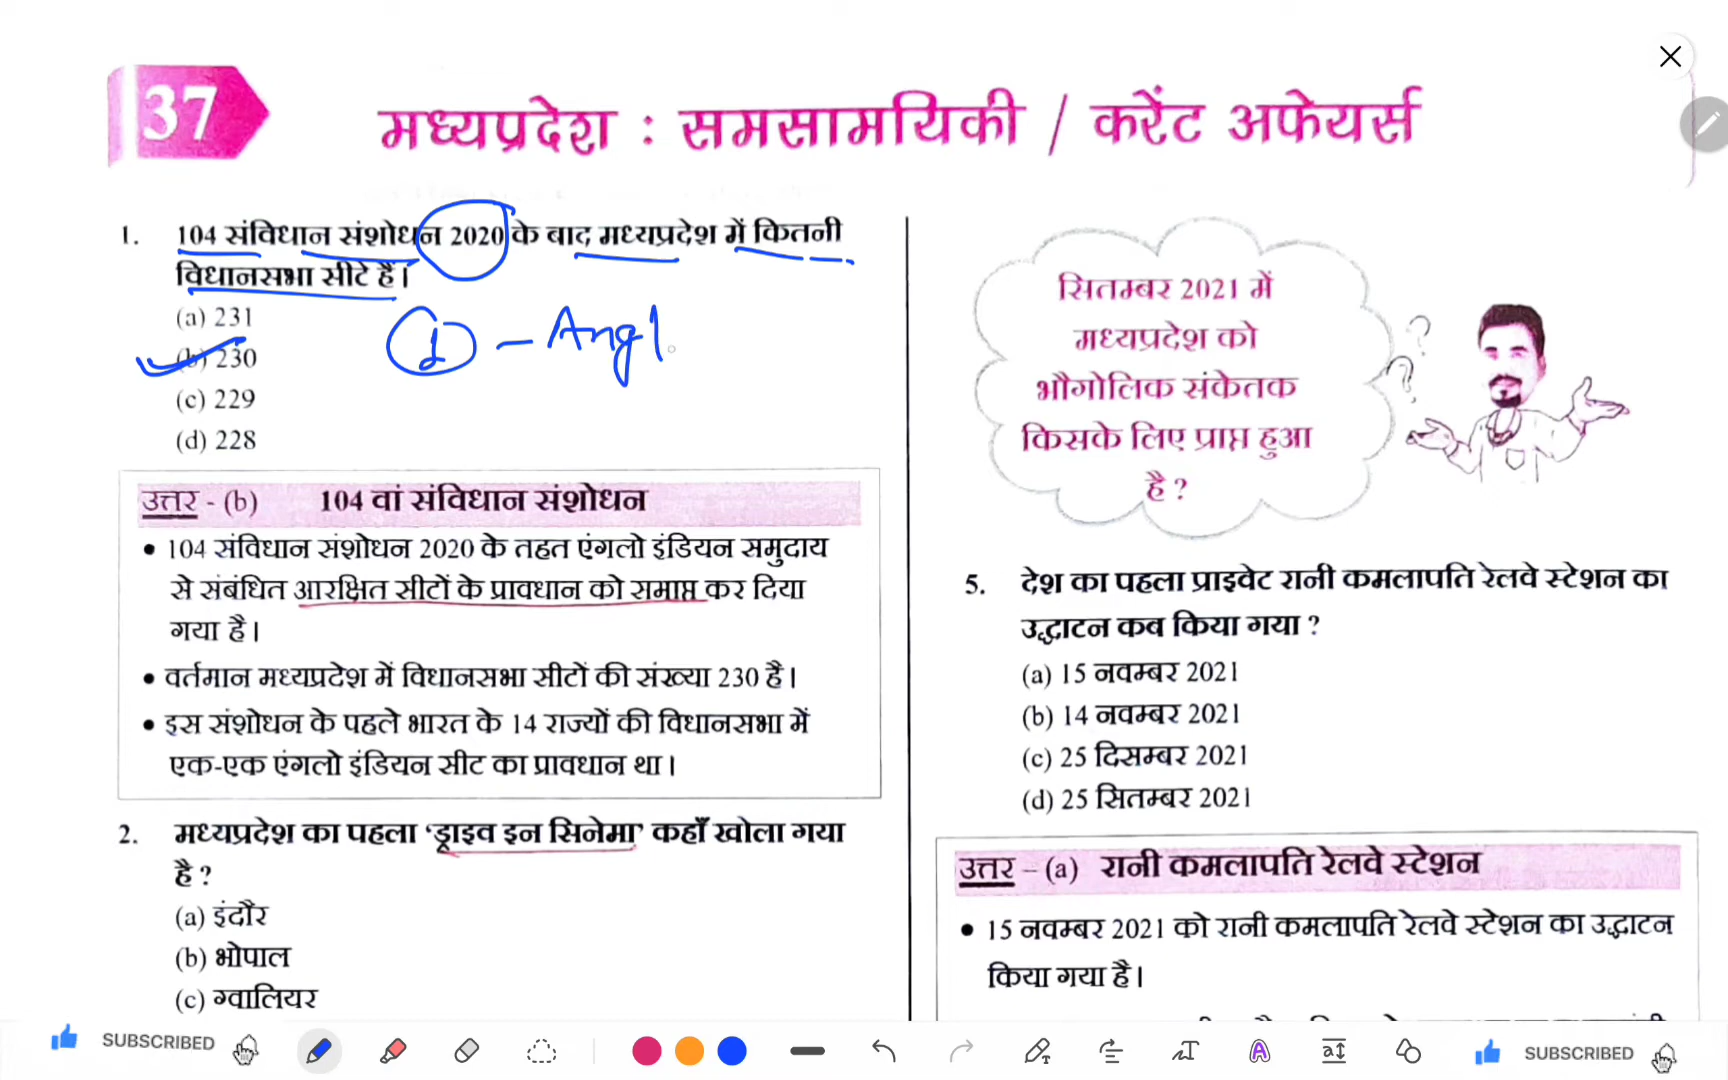 37
मध्यप्रदेश : समसामयिकी / करेंट अफेयर्स
1. 104 संविधान संशोधन 2020 के बाद मध्यप्रदेश में कितनी
विधानसभा सीटे हैं।
(a) 231
(b) 230
(c) 229
(d) 228
1 - Angl
उत्तर - (b) 104 वां संविधान संशोधन
• 104 संविधान संशोधन 2020 के तहत एंगलो इंडियन समुदाय
से संबंधित आरक्षित सीटों के प्रावधान को समाप्त कर दिया
गया है।
• वर्तमान मध्यप्रदेश में विधानसभा सीटों की संख्या 230 है।
• इस संशोधन के पहले भारत के 14 राज्यों की विधानसभा में
एक-एक एंगलो इंडियन सीट का प्रावधान था।
2. मध्यप्रदेश का पहला ‘ड्राइव इन सिनेमा’ कहाँ खोला गया
है ?
(a) इंदौर
(b) भोपाल
(c) ग्वालियर
सितम्बर 2021 में
मध्यप्रदेश को
भौगोलिक संकेतक
किसके लिए प्राप्त हुआ
है ?
5. देश का पहला प्राइवेट रानी कमलापति रेलवे स्टेशन का
उद्घाटन कब किया गया ?
(a) 15 नवम्बर 2021
(b) 14 नवम्बर 2021
(c) 25 दिसम्बर 2021
(d) 25 सितम्बर 2021
उत्तर – (a) रानी कमलापति रेलवे स्टेशन
• 15 नवम्बर 2021 को रानी कमलापति रेलवे स्टेशन का उद्घाटन
किया गया है।
SUBSCRIBED
SUBSCRIBED